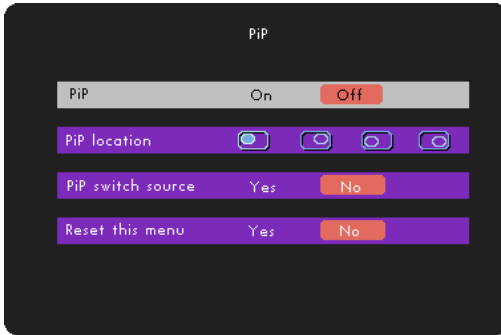 PiP
PiP On Off
PiP location
PiP switch source Yes No
Reset this menu Yes No